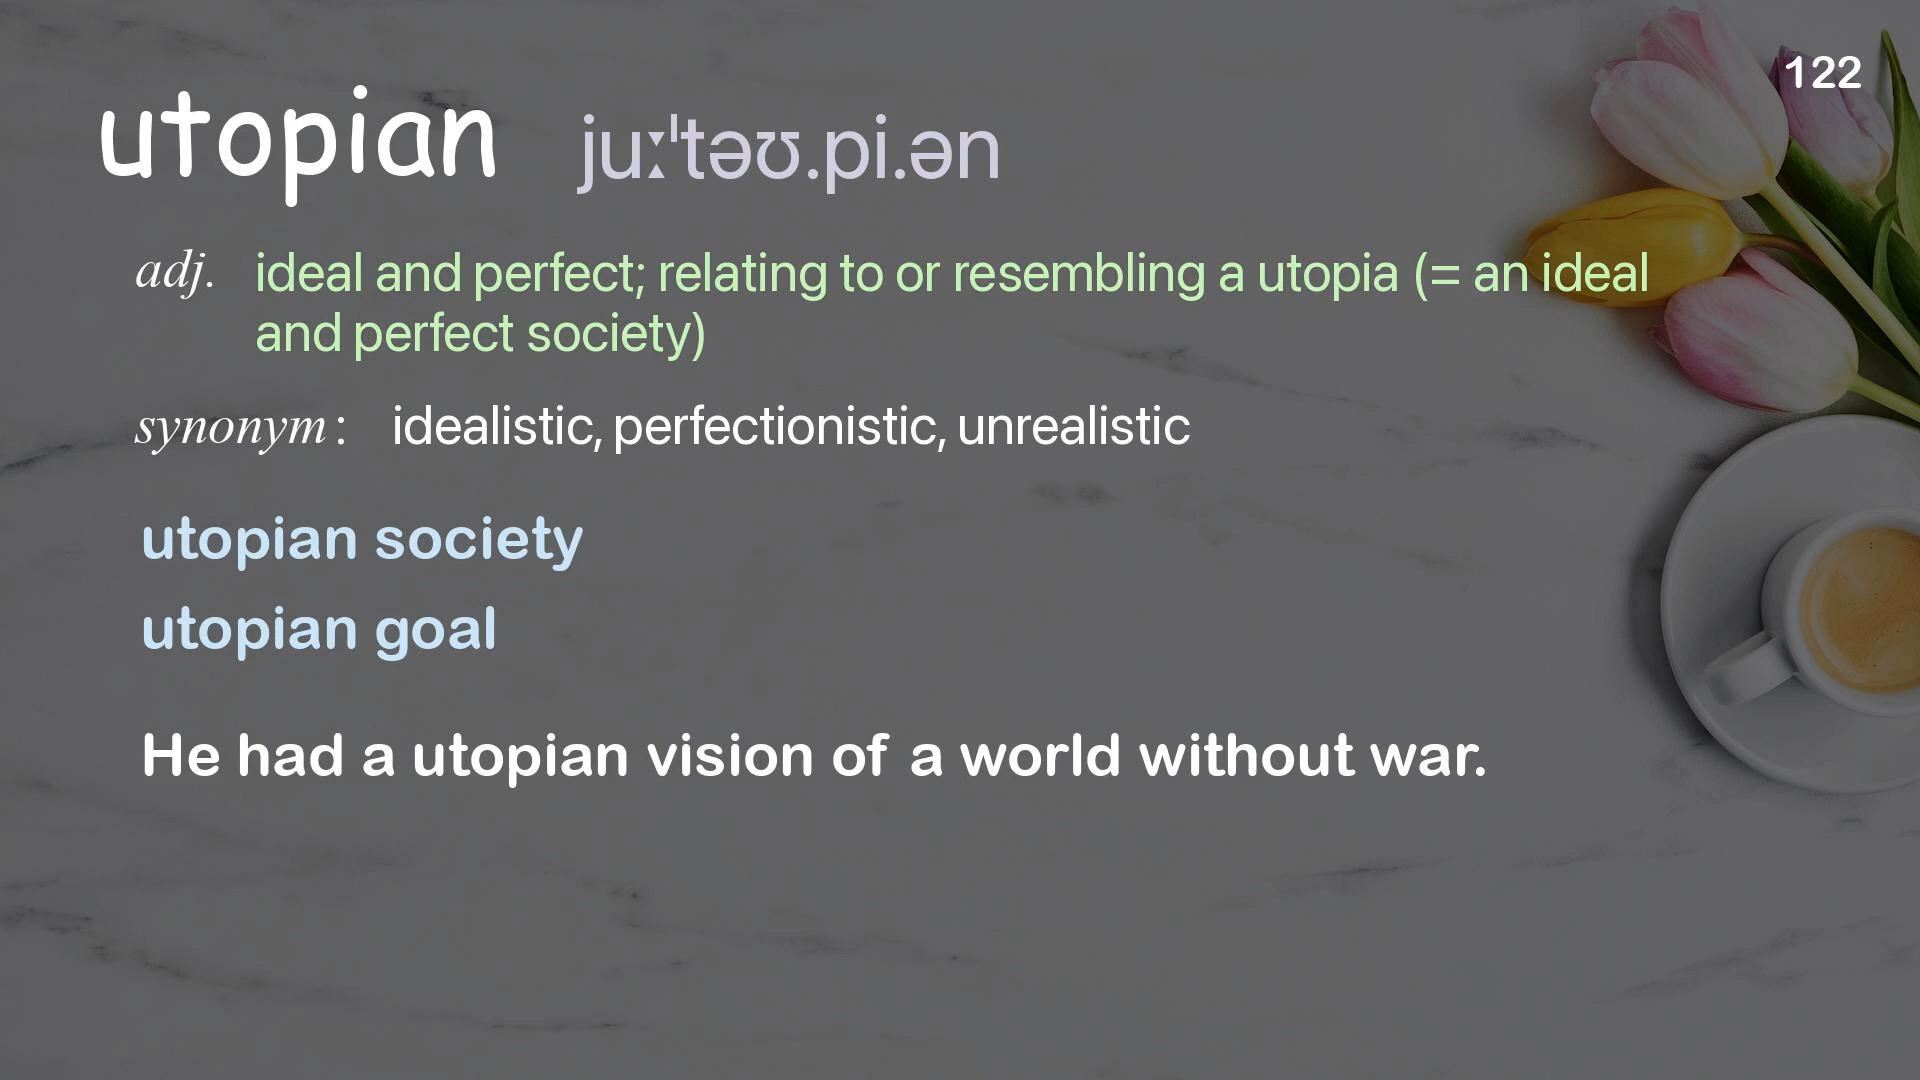 122
utopian juːˈtəʊ.pi.ən
adj. ideal and perfect; relating to or resembling a utopia (= an ideal
and perfect society)
synonym : idealistic, perfectionistic, unrealistic
utopian society
utopian goal
He had a utopian vision of a world without war.